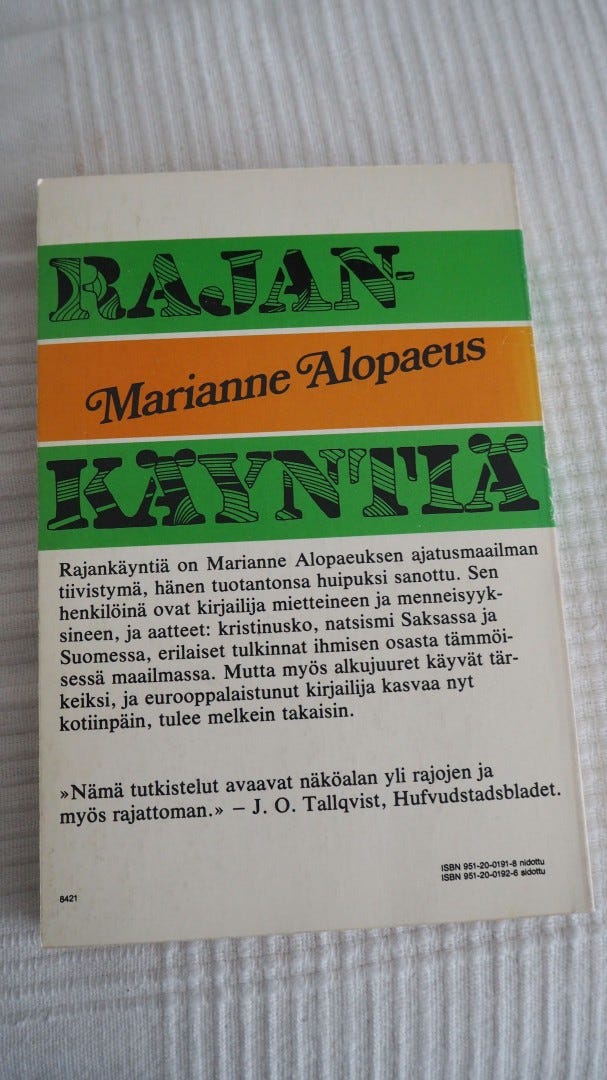 RAJAN-
Marianne Alopaeus
KÄYNTIÄ
Rajankäyntiä on Marianne Alopaeuksen ajatusmaailman
tiivistymä, hänen tuotantonsa huipuksi sanottu. Sen
henkilöinä ovat kirjailija mietteineen ja menneisyyk-
sineen, ja aatteet: kristinusko, natsismi Saksassa ja
Suomessa, erilaiset tulkinnat ihmisen osasta tämmöi-
sessä maailmassa. Mutta myös alkujuuret käyvät tär-
keiksi, ja eurooppalaistunut kirjailija kasvaa nyt
kotiinpäin, tulee melkein takaisin.
»Nämä tutkistelut avaavat näköalan yli rajojen ja
myös rajattoman.» – J. O. Tallqvist, Hufvudstadsbladet.
ISBN 951-20-0191-8 nidottu
ISBN 951-20-0192-6 sidottu
8421